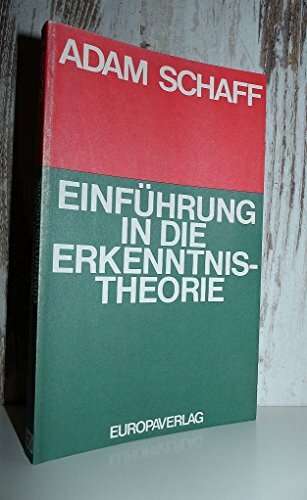 ADAM SCHAFF
EINFÜHRUNG
IN DIE
ERKENNTNIS-
THEORIE
EUROPAVERLAG